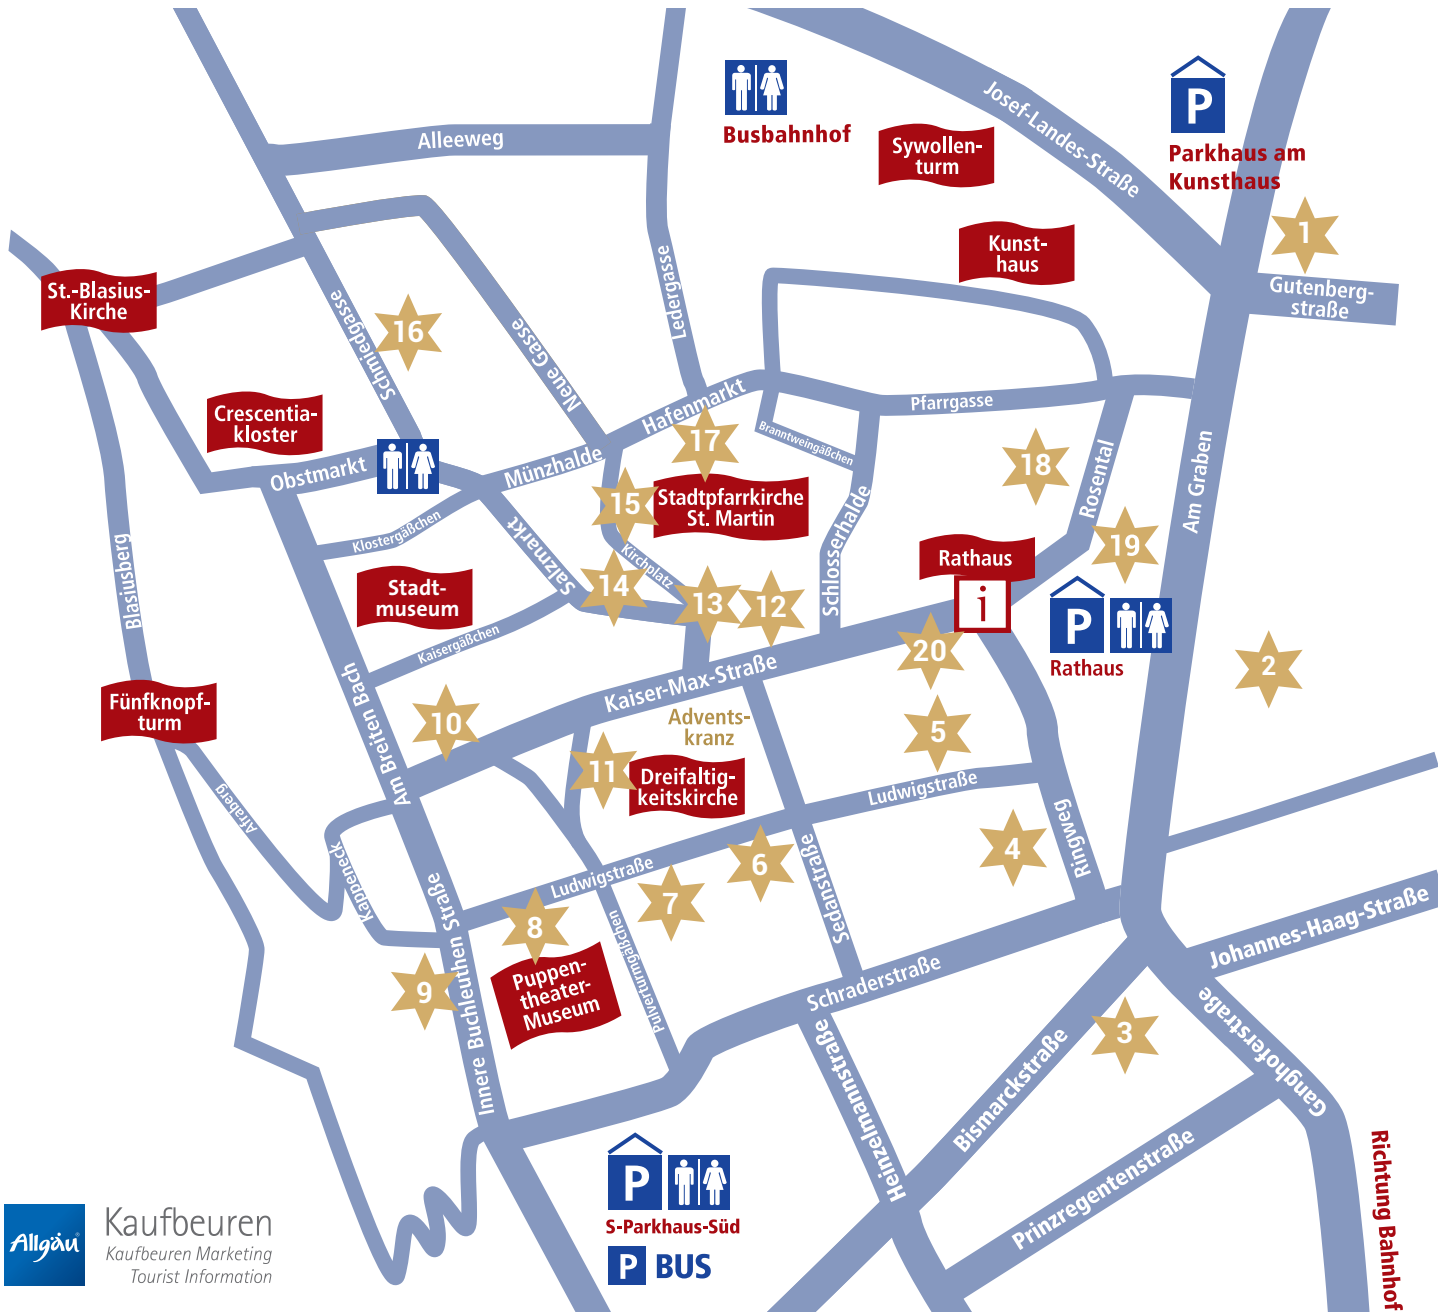 Josef-Landes-Straße
P
Parkhaus am
Kunsthaus
Busbahnhof
Sywollen-
turm
Alleeweg
1
Kunst-
haus
Gutenberg-
straße
St.-Blasius-
Kirche
Schmiedgasse
16
Neue Gasse
Ledergasse
Hafenmarkt
Pfarrgasse
Crescentia-
kloster
Branntweingäßchen
17
18
Rosental
Am Graben
Obstmarkt
Münzhalde
15
Stadtpfarrkirche
St. Martin
Klostergäßchen
Salzmarkt
Kirchplatz
Schlosserhalde
19
Rathaus
i
Blasiusberg
Stadt-
museum
14
13
12
P
Rathaus
Kaisergäßchen
20
2
Fünfknopf-
turm
Am Breiten Bach
Kaiser-Max-Straße
10
Advents-
kranz
5
11
Dreifaltig-
keitskirche
Ludwigstraße
Afraberg
Kappeneck
Ringweg
4
6
Sedanstraße
Ludwigstraße
7
8
Pulverturmgäßchen
Johannes-Haag-Straße
Puppen-
theater-
Museum
9
Innere Buchleuthen Straße
Schraderstraße
Ganghoferstraße
3
Heinzelmannstraße
Bismarckstraße
Prinzregentenstraße
Richtung Bahnhof
P
S-Parkhaus-Süd
P BUS
Allgäu
Kaufbeuren
Kaufbeuren Marketing
Tourist Information